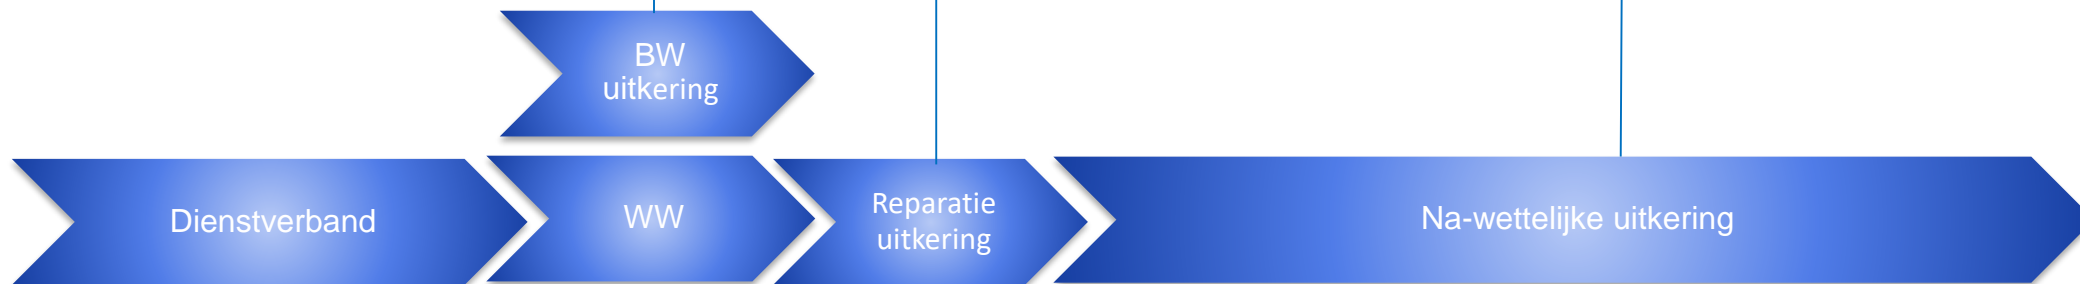 BW
uitkering
Dienstverband
WW
Reparatie
uitkering
Na-wettelijke uitkering